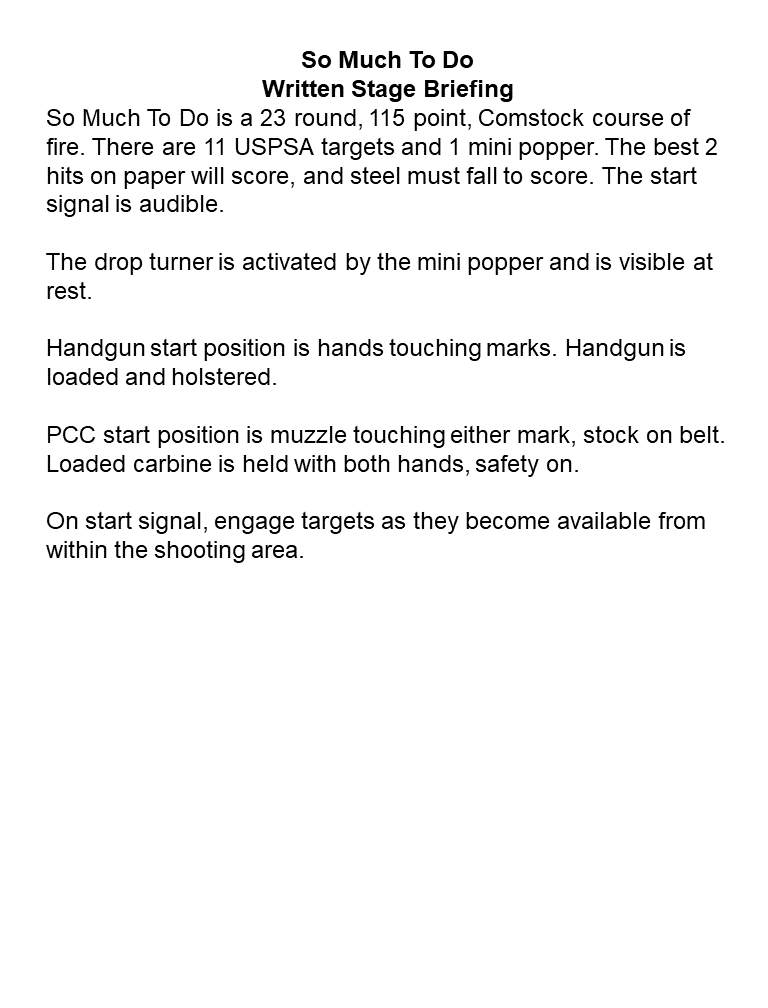 So Much To Do
Written Stage Briefing
So Much To Do is a 23 round, 115 point, Comstock course of
fire. There are 11 USPSA targets and 1 mini popper. The best 2
hits on paper will score, and steel must fall to score. The start
signal is audible.
The drop turner is activated by the mini popper and is visible at
rest.
Handgun start position is hands touching marks. Handgun is
loaded and holstered.
PCC start position is muzzle touching either mark, stock on belt.
Loaded carbine is held with both hands, safety on.
On start signal, engage targets as they become available from
within the shooting area.